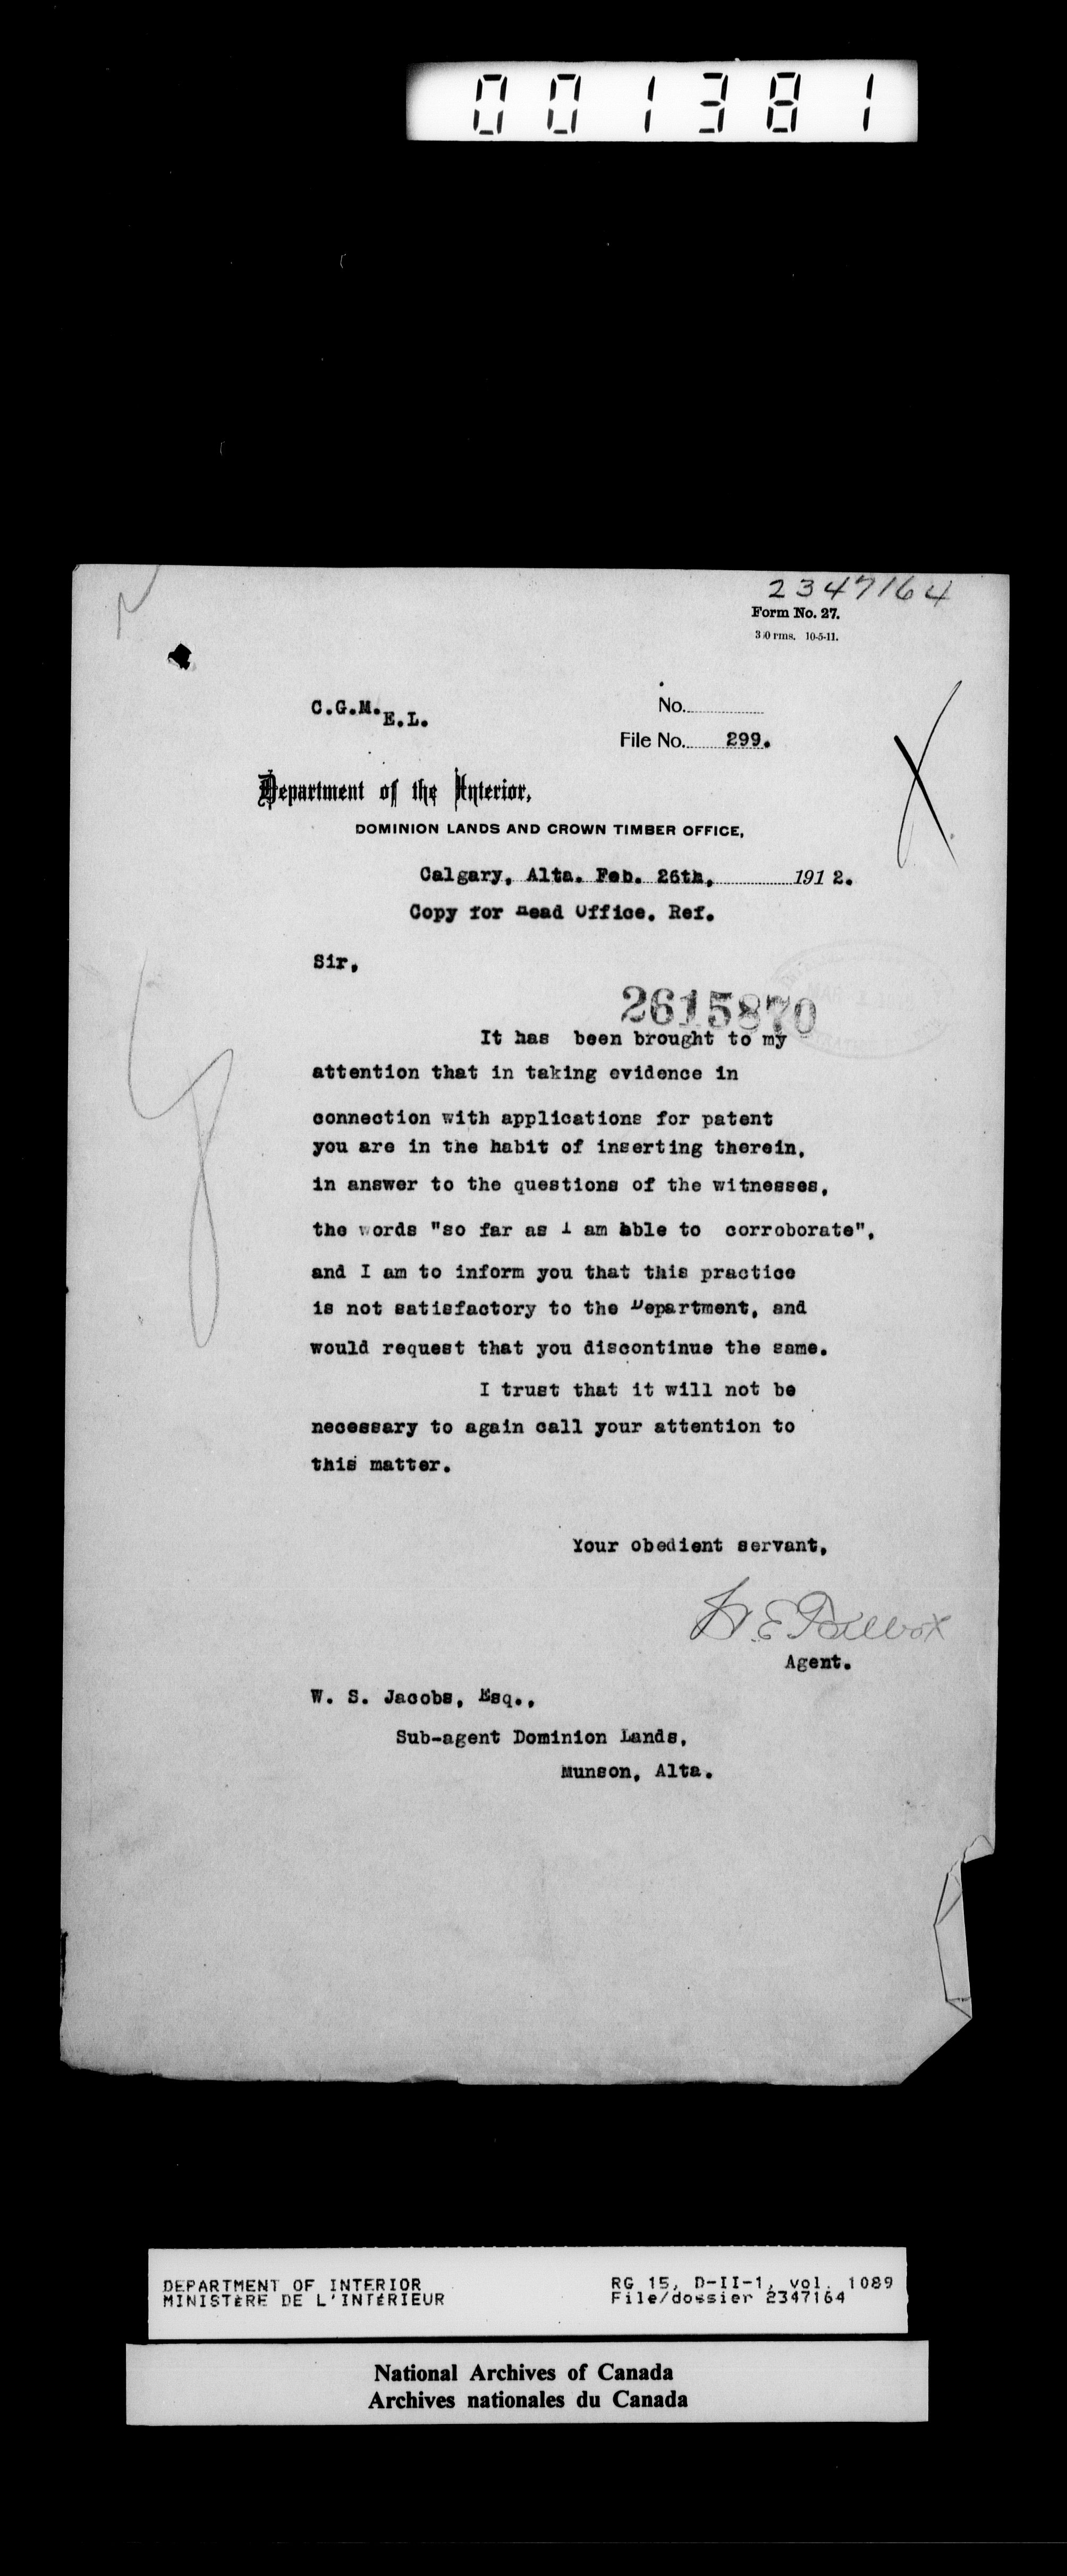 001381
2347164
Form No. 27.
10-5-11.
C.G.M. E.L.
No.
File No. 299.
Department of the Interior,
DOMINION LANDS AND CROWN TIMBER OFFICE,
Calgary, Alta. Feb. 26th, 1912.
Copy for Head Office. Ref.
Sir,
2615870
It has been brought to my
attention that in taking evidence in
connection with applications for patent
you are in the habit of inserting therein,
in answer to the questions of the witnesses,
the words "so far as I am able to corroborate",
and I am to inform you that this practice
is not satisfactory to the Department, and
would request that you discontinue the same.
I trust that it will not be
necessary to again call your attention to
this matter.
Your obedient servant,
Agent.
W. S. Jacobs, Esq.,
Sub-agent Dominion Lands,
Munson, Alta.
DEPARTMENT OF INTERIOR
MINISTÈRE DE L'INTÉRIEUR
RG 15, D-II-1, vol. 1089
File/dossier 2347164
National Archives of Canada
Archives nationales du Canada